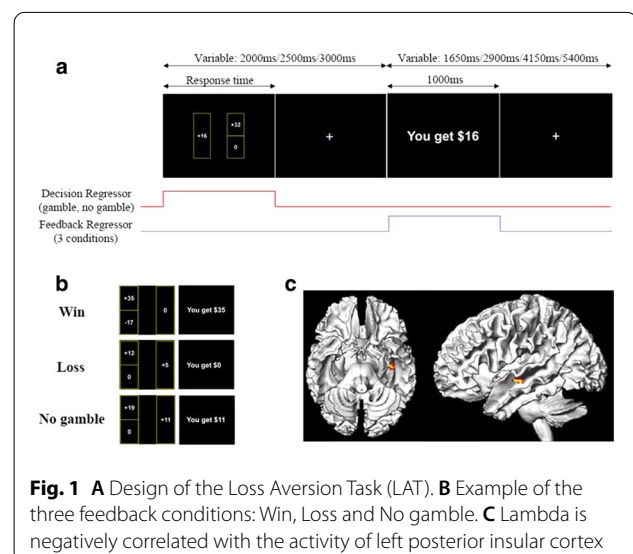 a
Variable: 2000ms/2500ms/3000ms
Variable: 1650ms/2900ms/4150ms/5400ms
Response time
1000ms
+16
+32
0
+
You get $16
+
Decision Regressor
(gamble, no gamble)
Feedback Regressor
(3 conditions)
b
Win
+35
-17
0
You get $35
Loss
+12
0
+5
You get $0
No gamble
+19
0
+11
You get $11
c
Fig. 1 A Design of the Loss Aversion Task (LAT). B Example of the
three feedback conditions: Win, Loss and No gamble. C Lambda is
negatively correlated with the activity of left posterior insular cortex